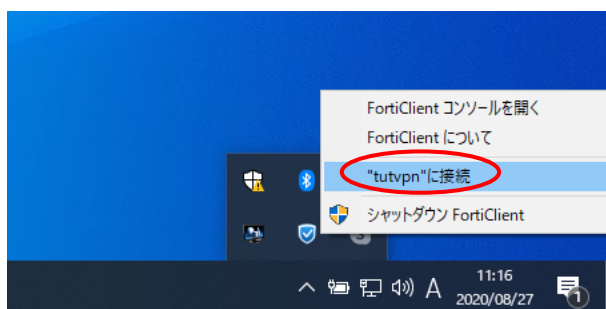 FortiClient コンソールを開く
FortiClient について
"tutvpn"に接続
シャットダウン FortiClient
A
11:16
2020/08/27
1